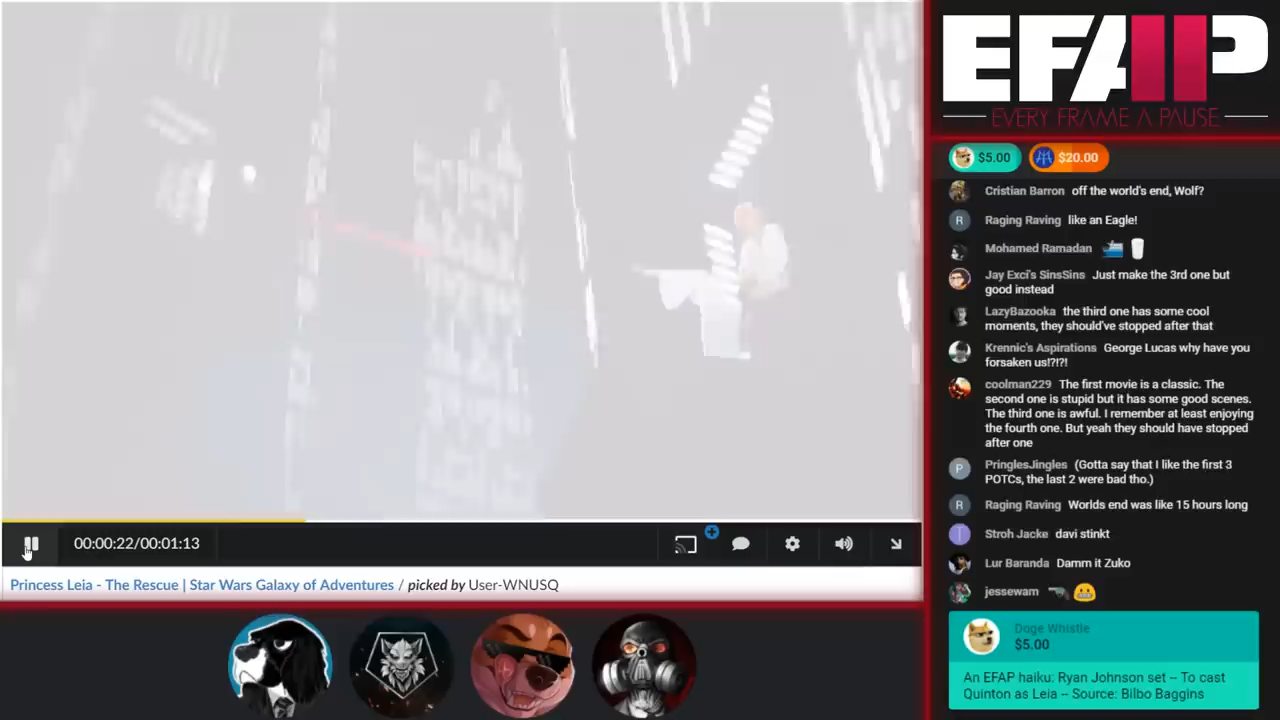 EFAP
EVERY FRAME A PAUSE
$5.00
$20.00
Cristian Barron off the world's end, Wolf?
R
Raging Raving like an Eagle!
Mohamed Ramadan
Jay Exci's SinsSins Just make the 3rd one but
good instead
LazyBazooka the third one has some cool
moments, they should've stopped after that
Krennic's Aspirations George Lucas why have you
forsaken us!?!?!
coolman229 The first movie is a classic. The
second one is stupid but it has some good scenes.
The third one is awful. I remember at least enjoying
the fourth one. But yeah they should have stopped
after one
P
PringlesJingles (Gotta say that I like the first 3
POTCs, the last 2 were bad tho.)
R
Raging Raving Worlds end was like 15 hours long
T
Stroh Jacke davi stinkt
Lur Baranda Damm it Zuko
jessewam
Doge Whistle
$5.00
An EFAP haiku: Ryan Johnson set -- To cast
Quinton as Leia -- Source: Bilbo Baggins
00:00:22/00:01:13
Princess Leia - The Rescue | Star Wars Galaxy of Adventures / picked by User-WNUSQ